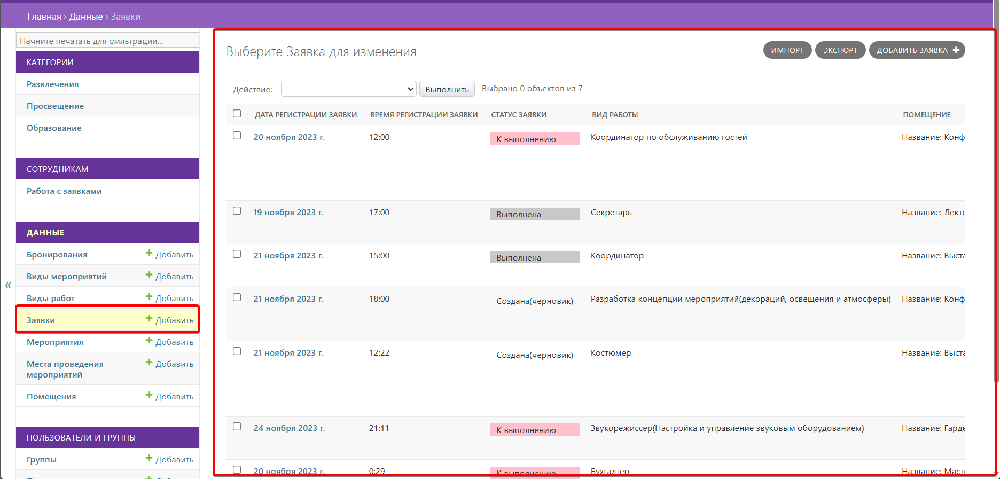 Главная › Данные › Заявки
Начните печатать для фильтрации...
КАТЕГОРИИ
Развлечения
Просвещение
Образование
СОТРУДНИКАМ
Работа с заявками
ДАННЫЕ
Бронирования Добавить
Виды мероприятий Добавить
Виды работ Добавить
Заявки Добавить
Мероприятия Добавить
Места проведения Добавить
мероприятий
Помещения Добавить
ПОЛЬЗОВАТЕЛИ И ГРУППЫ
Группы Добавить
«
Выберите Заявка для изменения
ИМПОРТ ЭКСПОРТ ДОБАВИТЬ ЗАЯВКА
Действие: --------- Выполнить Выбрано 0 объектов из 7
ДАТА РЕГИСТРАЦИИ ЗАЯВКИ ВРЕМЯ РЕГИСТРАЦИИ ЗАЯВКИ СТАТУС ЗАЯВКИ ВИД РАБОТЫ ПОМЕЩЕНИЕ
20 ноября 2023 г. 12:00 К выполнению Координатор по обслуживанию гостей Название: Конф
19 ноября 2023 г. 17:00 Выполнена Секретарь Название: Лектс
21 ноября 2023 г. 15:00 Выполнена Координатор Название: Выста
21 ноября 2023 г. 18:00 Создана(черновик) Разработка концепции мероприятий(декораций, освещения и атмосферы) Название: Конф
21 ноября 2023 г. 12:22 Создана(черновик) Костюмер Название: Выста
24 ноября 2023 г. 21:11 К выполнению Звукорежиссер(Настройка и управление звуковым оборудованием) Название: Гарде
20 ноября 2023 г. 0:29 К выполнению Бухгалтер Название: Масте